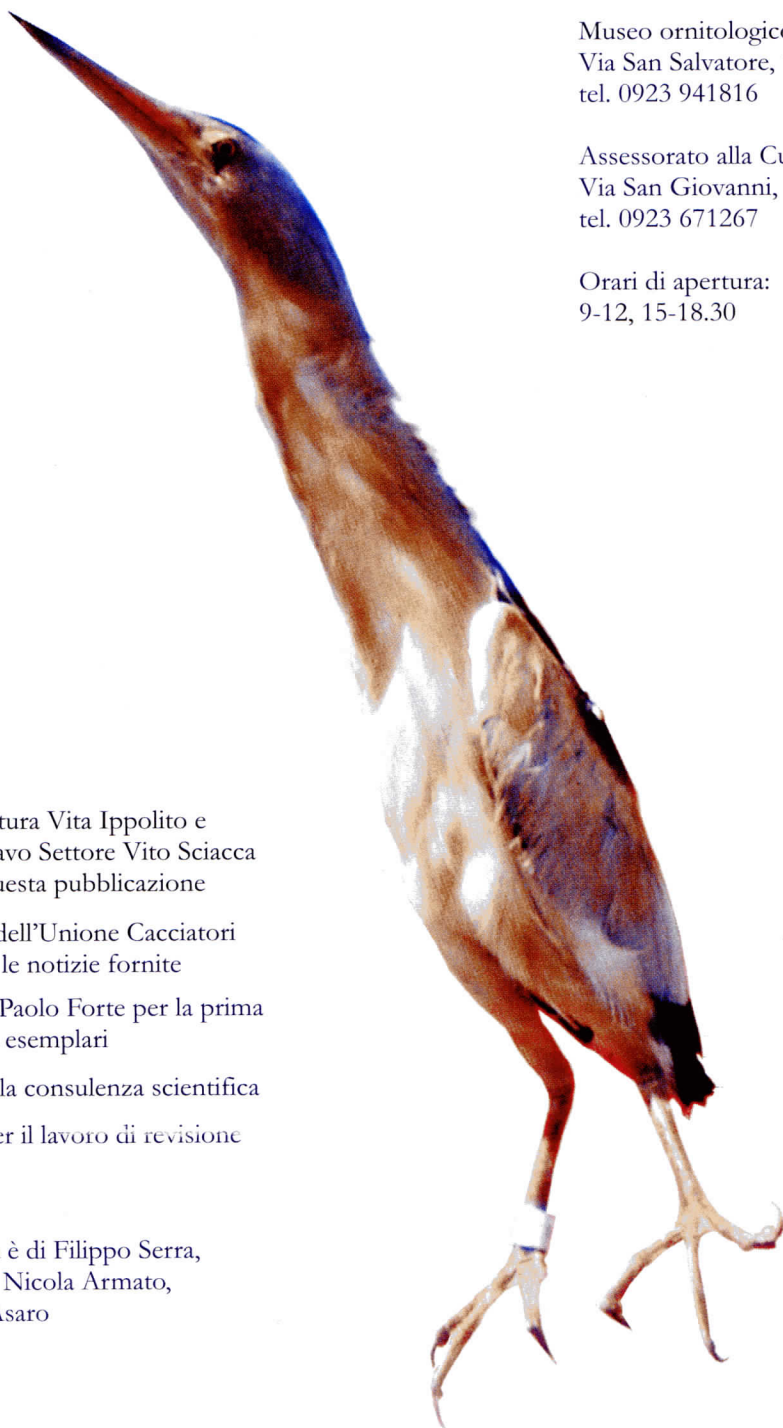 Museo ornitologico
Via San Salvatore,
tel. 0923 941816
Assessorato alla Cu
Via San Giovanni,
tel. 0923 671267
Orari di apertura:
9-12, 15-18.30
tura Vita Ippolito e
avo Settore Vito Sciacca
uesta pubblicazione
dell'Unione Cacciatori
le notizie fornite
Paolo Forte per la prima
esemplari
la consulenza scientifica
er il lavoro di revisione
è di Filippo Serra,
Nicola Armato,
Asaro